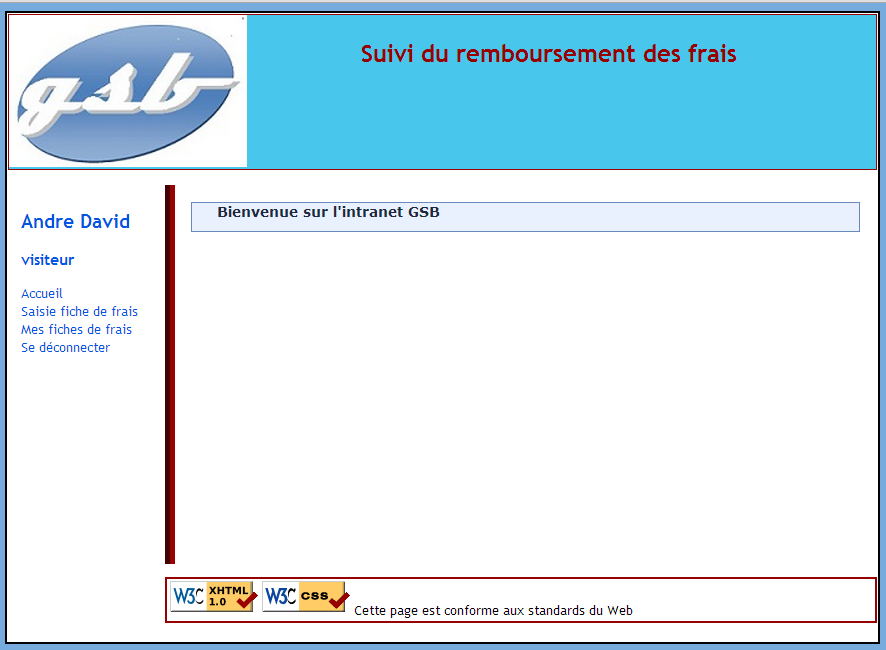 gsb
Suivi du remboursement des frais
Andre David
visiteur
Accueil
Saisie fiche de frais
Mes fiches de frais
Se déconnecter
Bienvenue sur l'intranet GSB
W3C XHTML 1.0
W3C css
Cette page est conforme aux standards du Web